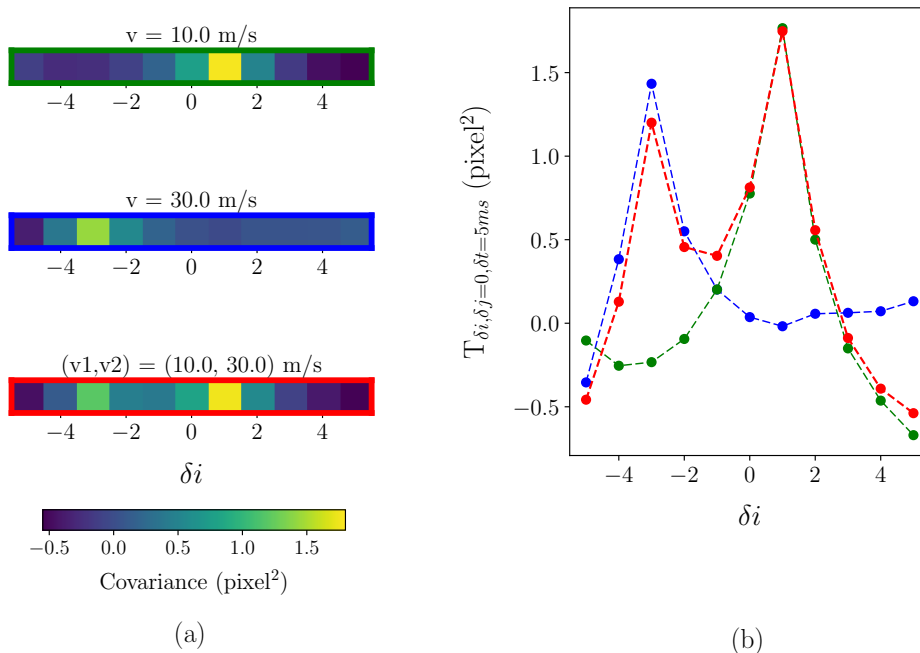 v = 10.0 m/s
−4 −2 0 2 4
v = 30.0 m/s
−4 −2 0 2 4
(v1,v2) = (10.0, 30.0) m/s
−4 −2 0 2 4
δi
−0.5 0.0 0.5 1.0 1.5
Covariance (pixel²)
(a)
T_{δi,δj=0,δt=5ms} (pixel²)
1.5
1.0
0.5
0.0
−0.5
−4 −2 0 2 4
δi
(b)